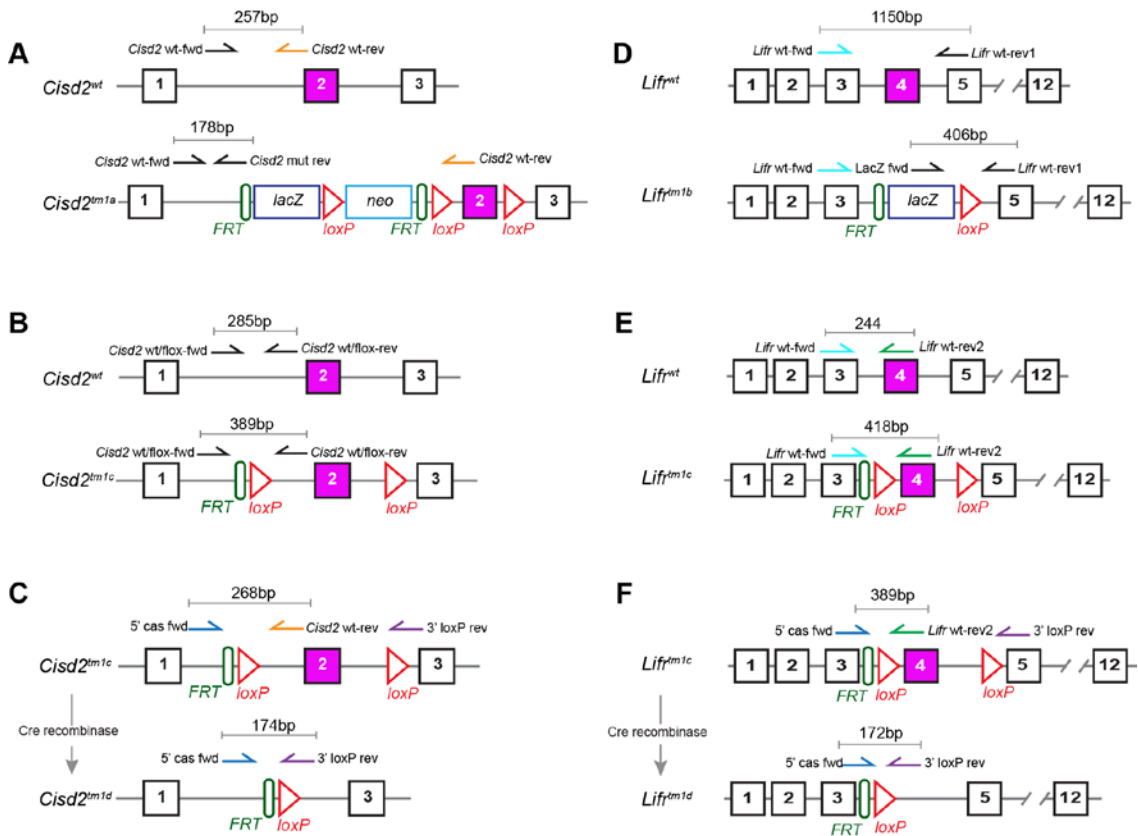 A
257bp
Cisd2 wt-fwd
Cisd2 wt-rev
Cisd2wt
1 2 3
178bp
Cisd2 wt-fwd
Cisd2 mut rev
Cisd2 wt-rev
Cisd2tm1a
1 lacZ neo 2 3
FRT loxP FRT loxP loxP
B
285bp
Cisd2 wt/flox-fwd
Cisd2 wt/flox-rev
Cisd2wt
1 2 3
389bp
Cisd2 wt/flox-fwd
Cisd2 wt/flox-rev
Cisd2tm1c
1 2 3
FRT loxP loxP
C
268bp
5' cas fwd
Cisd2 wt-rev
3' loxP rev
Cisd2tm1c
1 2 3
FRT loxP loxP
Cre recombinase
174bp
5' cas fwd
3' loxP rev
Cisd2tm1d
1 3
FRT loxP
D
1150bp
Lifr wt-fwd
Lifr wt-rev1
Lifrwt
1 2 3 4 5 12
406bp
Lifr wt-fwd
LacZ fwd
Lifr wt-rev1
Lifrtm1b
1 2 3 lacZ 5 12
FRT loxP
E
244
Lifr wt-fwd
Lifr wt-rev2
Lifrwt
1 2 3 4 5 12
418bp
Lifr wt-fwd
Lifr wt-rev2
Lifrtm1c
1 2 3 4 5 12
FRT loxP loxP
F
389bp
5' cas fwd
Lifr wt-rev2
3' loxP rev
Lifrtm1c
1 2 3 4 5 12
FRT loxP loxP
Cre recombinase
172bp
5' cas fwd
3' loxP rev
Lifrtm1d
1 2 3 5 12
FRT loxP